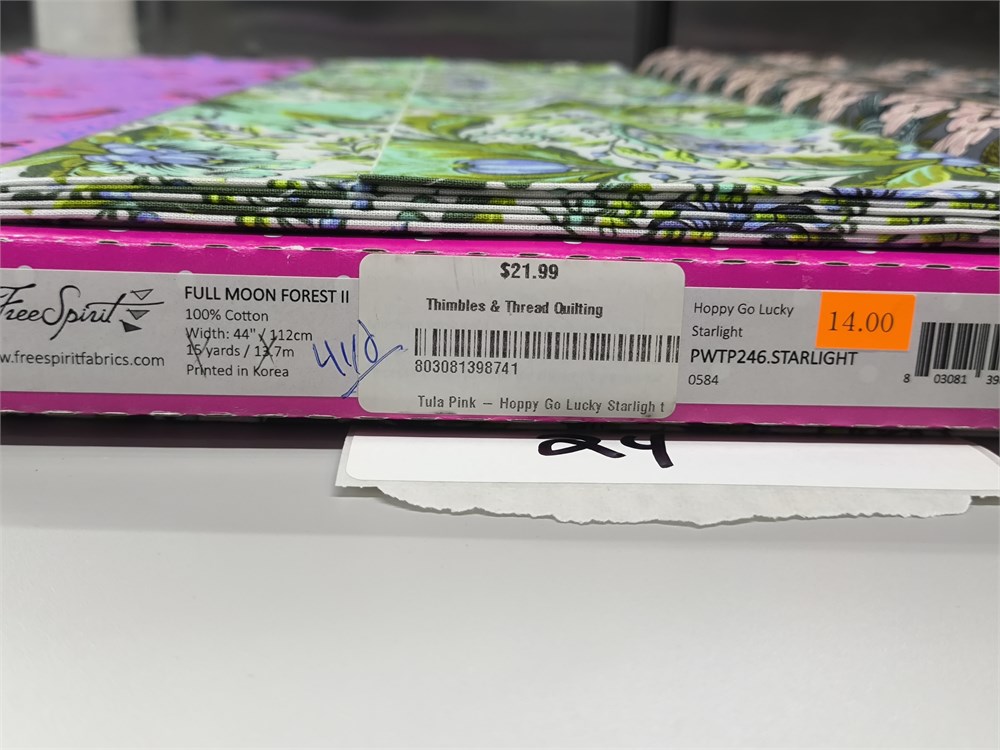 $21.99
Thimbles & Thread Quilting
803081398741
Tula Pink – Hoppy Go Lucky Starligh t
FreeSpirit
w.freespiritfabrics.com
FULL MOON FOREST II
100% Cotton
Width: 44" / 112cm
15 yards / 13.7m
Printed in Korea
Hoppy Go Lucky
Starlight
PWTP246.STARLIGHT
0584
14.00
8 03081 39